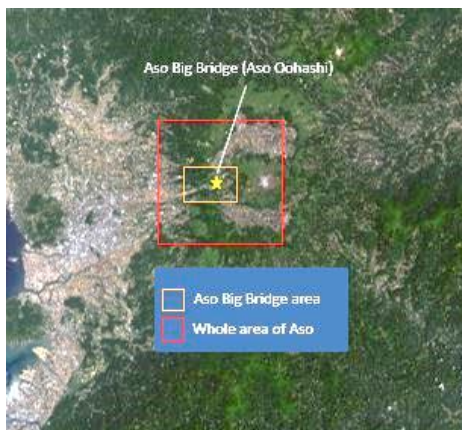 Aso Big Bridge (Aso Oohashi)
Aso Big Bridge area
Whole area of Aso